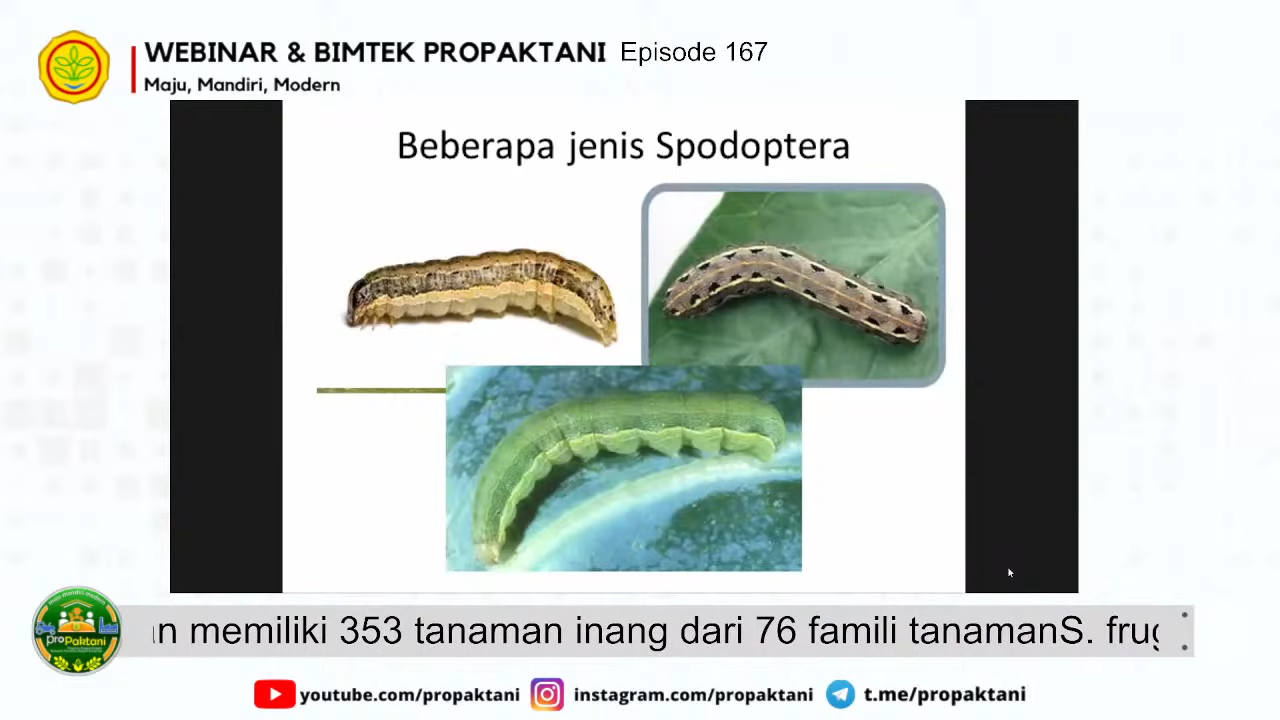 WEBINAR & BIMTEK PROPAKTANI Episode 167
Maju, Mandiri, Modern
Beberapa jenis Spodoptera
memiliki 353 tanaman inang dari 76 famili tanamanS.
proPaktani
youtube.com/propaktani instagram.com/propaktani t.me/propaktani